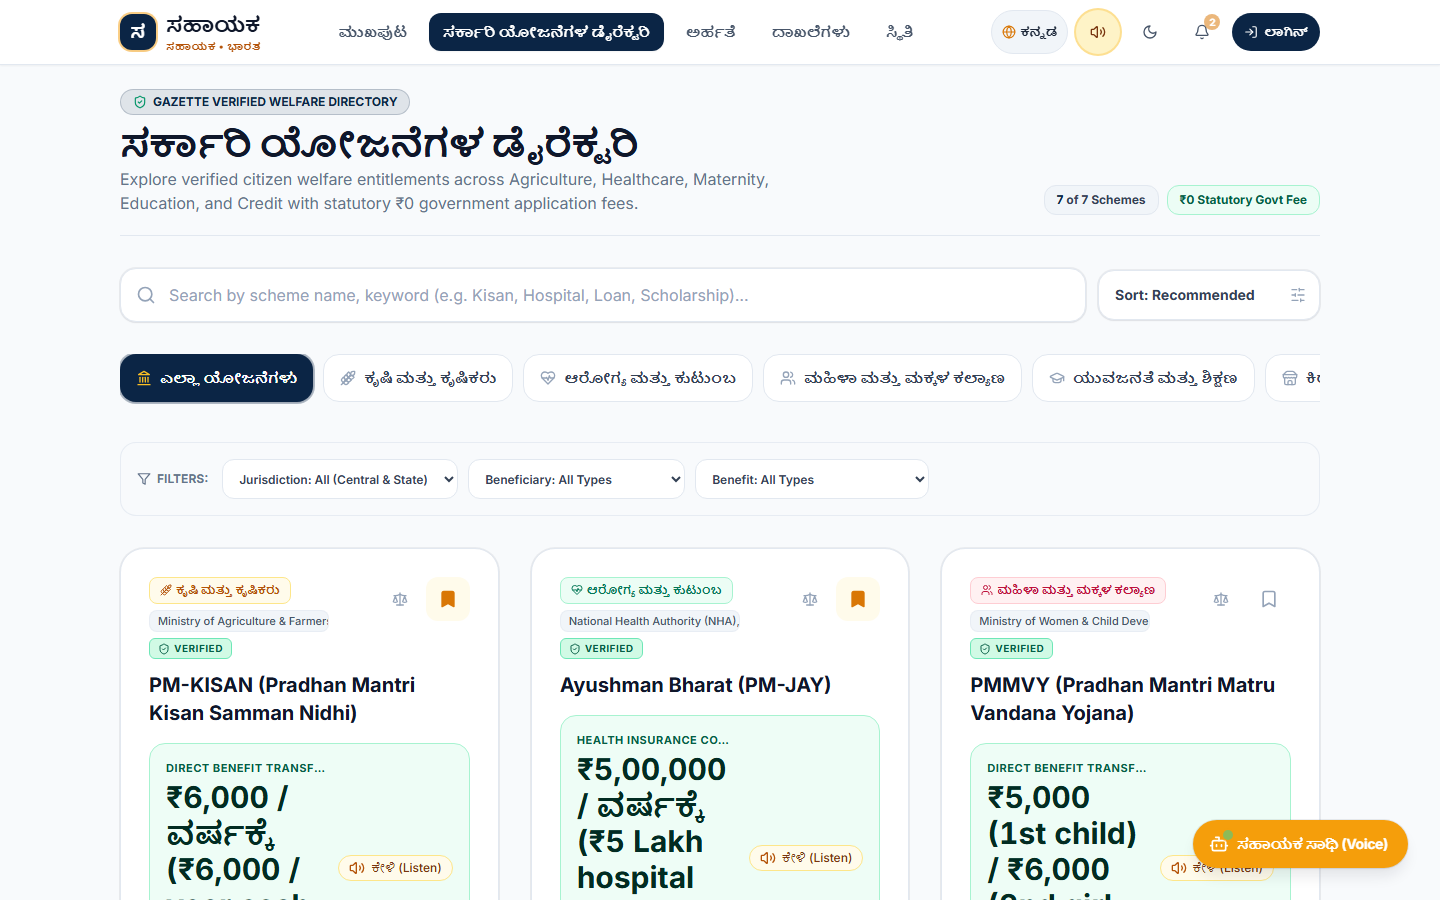 ಸ
ಸಹಾಯಕ
ಸಹಾಯಕ • ಭಾರತ
ಮುಖಪುಟ
ಸರ್ಕಾರಿ ಯೋಜನೆಗಳ ಡೈರೆಕ್ಟರಿ
ಅರ್ಹತೆ
ದಾಖಲೆಗಳು
ಸ್ಥಿತಿ
ಕನ್ನಡ
2
ಲಾಗಿನ್
GAZETTE VERIFIED WELFARE DIRECTORY
ಸರ್ಕಾರಿ ಯೋಜನೆಗಳ ಡೈರೆಕ್ಟರಿ
Explore verified citizen welfare entitlements across Agriculture, Healthcare, Maternity,
Education, and Credit with statutory ₹0 government application fees.
7 of 7 Schemes
₹0 Statutory Govt Fee
Search by scheme name, keyword (e.g. Kisan, Hospital, Loan, Scholarship)...
Sort: Recommended
ಎಲ್ಲಾ ಯೋಜನೆಗಳು
ಕೃಷಿ ಮತ್ತು ಕೃಷಿಕರು
ಆರೋಗ್ಯ ಮತ್ತು ಕುಟುಂಬ
ಮಹಿಳಾ ಮತ್ತು ಮಕ್ಕಳ ಕಲ್ಯಾಣ
ಯುವಜನತೆ ಮತ್ತು ಶಿಕ್ಷಣ
FILTERS:
Jurisdiction: All (Central & State)
Beneficiary: All Types
Benefit: All Types
ಕೃಷಿ ಮತ್ತು ಕೃಷಿಕರು
Ministry of Agriculture & Farmers
VERIFIED
PM-KISAN (Pradhan Mantri
Kisan Samman Nidhi)
DIRECT BENEFIT TRANSF...
₹6,000 /
ವರ್ಷಕ್ಕೆ
(₹6,000 /
ಕೇಳಿ (Listen)
ಆರೋಗ್ಯ ಮತ್ತು ಕುಟುಂಬ
National Health Authority (NHA),
VERIFIED
Ayushman Bharat (PM-JAY)
HEALTH INSURANCE CO...
₹5,00,000
/ ವರ್ಷಕ್ಕೆ
(₹5 Lakh
hospital
ಕೇಳಿ (Listen)
ಮಹಿಳಾ ಮತ್ತು ಮಕ್ಕಳ ಕಲ್ಯಾಣ
Ministry of Women & Child Deve
VERIFIED
PMMVY (Pradhan Mantri Matru
Vandana Yojana)
DIRECT BENEFIT TRANSF...
₹5,000
(1st child)
/ ₹6,000
ಕೇಳಿ (Listen)
ಸಹಾಯಕ ಸಾಥಿ (Voice)